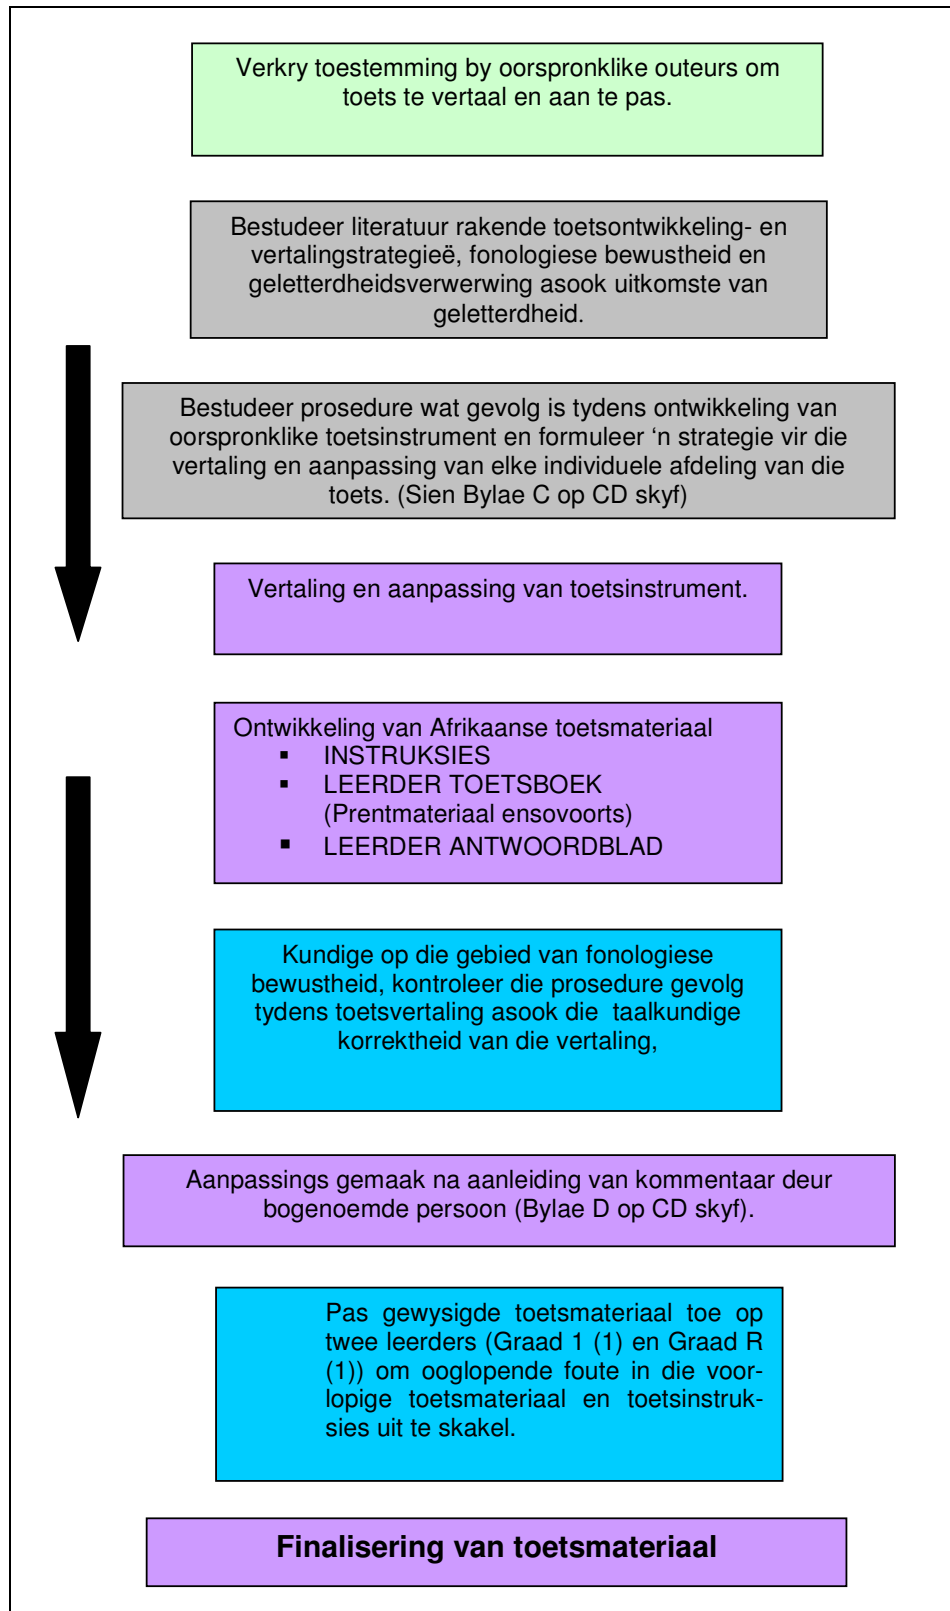 Verkry toestemming by oorspronklike outeurs om
toets te vertaal en aan te pas.
Bestudeer literatuur rakende toetsontwikkeling- en
vertalingstrategieë, fonologiese bewustheid en
geletterdheidsverwerwing asook uitkomste van
geletterdheid.
Bestudeer prosedure wat gevolg is tydens ontwikkeling van
oorspronklike toetsinstrument en formuleer ‘n strategie vir die
vertaling en aanpassing van elke individuele afdeling van die
toets. (Sien Bylae C op CD skyf)
Vertaling en aanpassing van toetsinstrument.
Ontwikkeling van Afrikaanse toetsmateriaal
▪ INSTRUKSIES
▪ LEERDER TOETSBOEK
(Prentmateriaal ensovoorts)
▪ LEERDER ANTWOORDBLAD
Kundige op die gebied van fonologiese
bewustheid, kontroleer die prosedure gevolg
tydens toetsvertaling asook die taalkundige
korrektheid van die vertaling,
Aanpassings gemaak na aanleiding van kommentaar deur
bogenoemde persoon (Bylae D op CD skyf).
Pas gewysigde toetsmateriaal toe op
twee leerders (Graad 1 (1) en Graad R
(1)) om ooglopende foute in die voor-
lopige toetsmateriaal en toetsinstruk-
sies uit te skakel.
Finalisering van toetsmateriaal